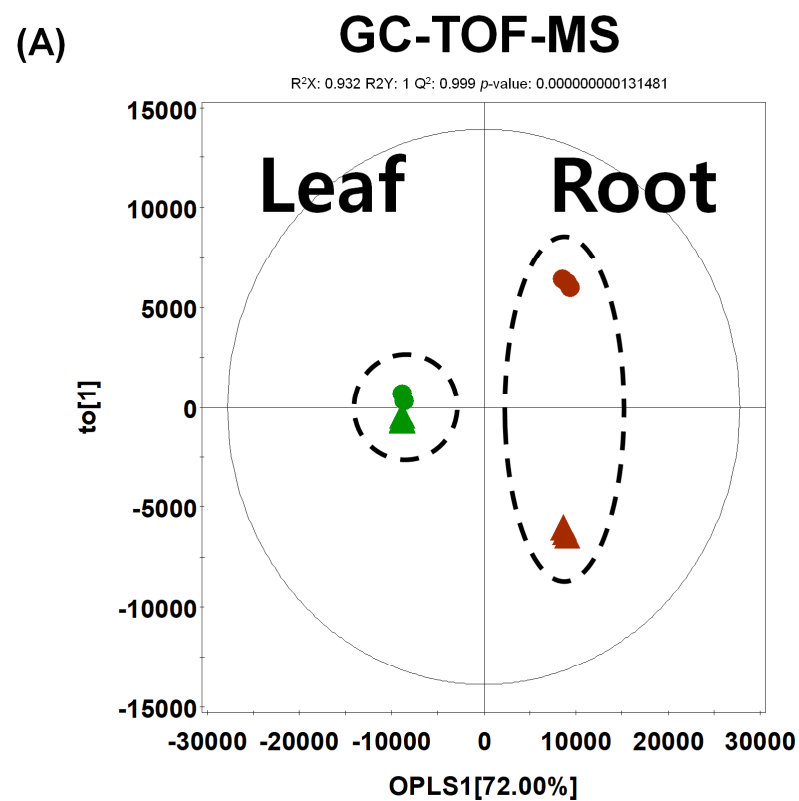 (A)
GC-TOF-MS
R²X: 0.932 R2Y: 1 Q²: 0.999 p-value: 0.000000000131481
Leaf Root
15000
10000
5000
0
-5000
-10000
-15000
to[1]
-30000 -20000 -10000 0 10000 20000 30000
OPLS1[72.00%]